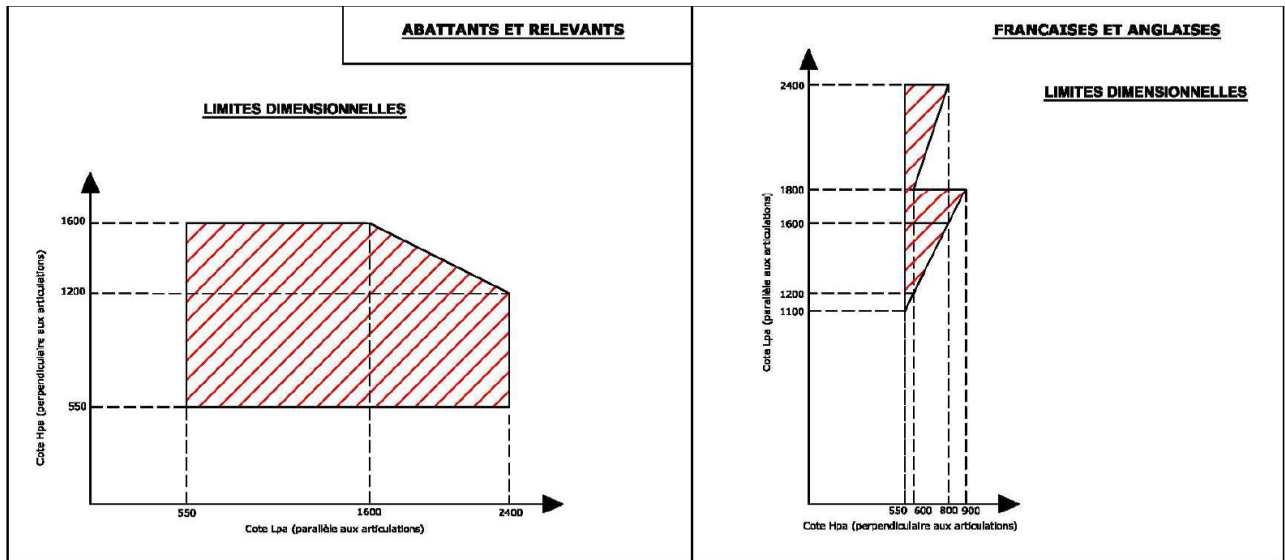 ABATTANTS ET RELEVANTS
LIMITES DIMENSIONNELLES
Cote Hpa (perpendiculaire aux articulations)
1600
1200
550
550 1600 2400
Cote Lpa (parallèle aux articulations)
FRANCAISES ET ANGLAISES
LIMITES DIMENSIONNELLES
Cote Lpa (parallèle aux articulations)
2400
1800
1600
1200
1100
550 600 800 900
Cote Hpa (perpendiculaire aux articulations)